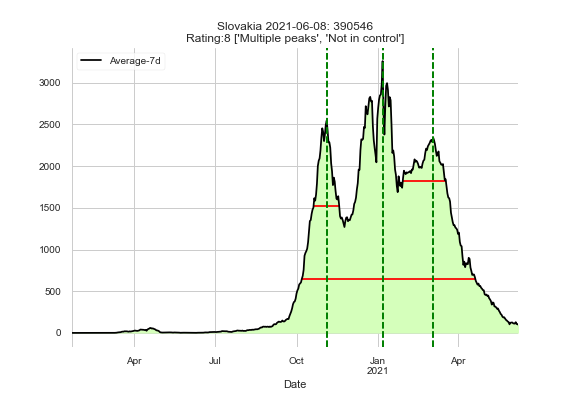 Slovakia 2021-06-08: 390546
Rating:8 ['Multiple peaks', 'Not in control']
Average-7d
3000
2500
2000
1500
1000
500
0
Apr
Jul
Oct
Jan
2021
Apr
Date